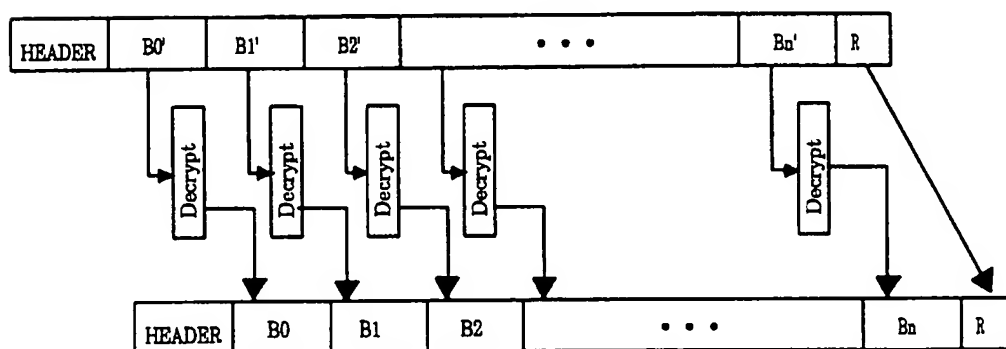 HEADER B0' B1' B2' • • • Bn' R
Decrypt Decrypt Decrypt Decrypt Decrypt
HEADER B0 B1 B2 • • • Bn R